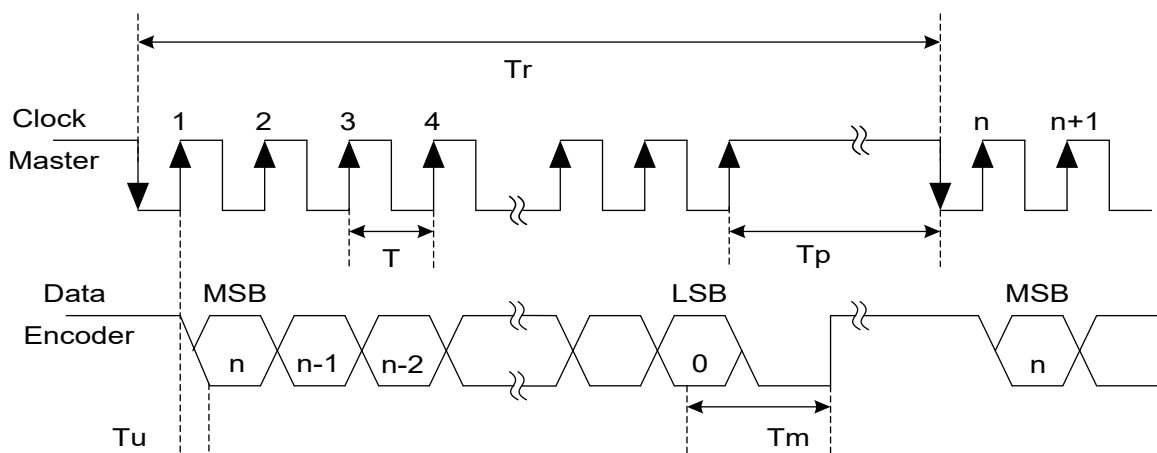 Tr
Clock
Master
1 2 3 4 n n+1
T
Tp
Data
Encoder
MSB LSB MSB
n n-1 n-2 0 n
Tu
Tm